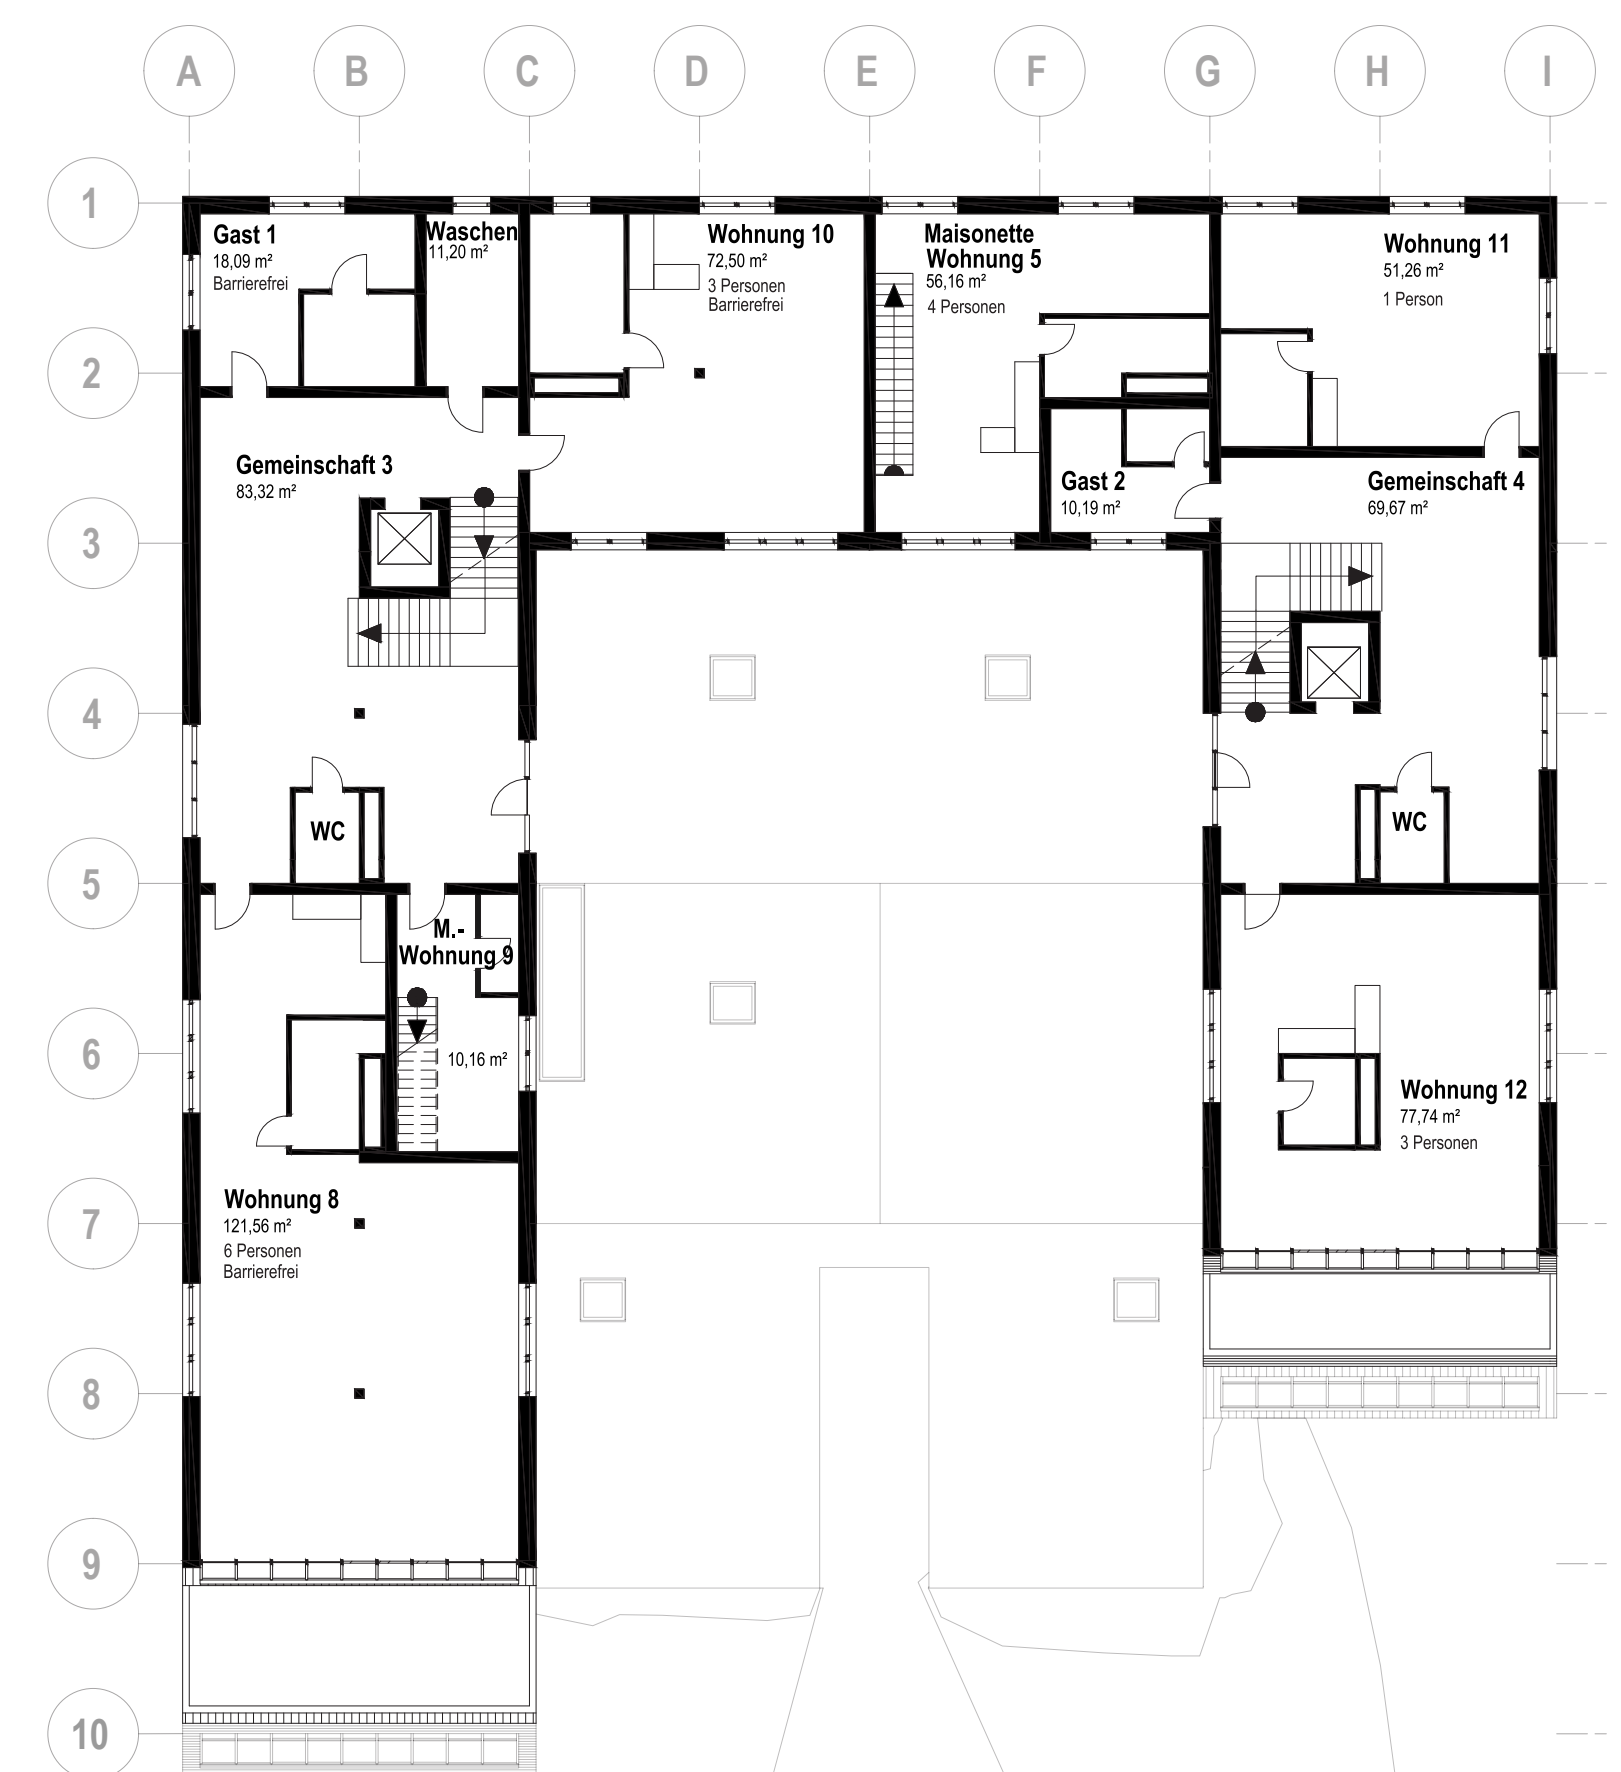 A
B
C
D
E
F
G
H
I
1
2
3
4
5
6
7
8
9
10
Gast 1
18,09 m²
Barrierefrei
Waschen
11,20 m²
Wohnung 10
72,50 m²
3 Personen
Barrierefrei
Maisonette
Wohnung 5
56,16 m²
4 Personen
Wohnung 11
51,26 m²
1 Person
Gemeinschaft 3
83,32 m²
Gast 2
10,19 m²
Gemeinschaft 4
69,67 m²
WC
WC
M.-
Wohnung 9
10,16 m²
Wohnung 12
77,74 m²
3 Personen
Wohnung 8
121,56 m²
6 Personen
Barrierefrei